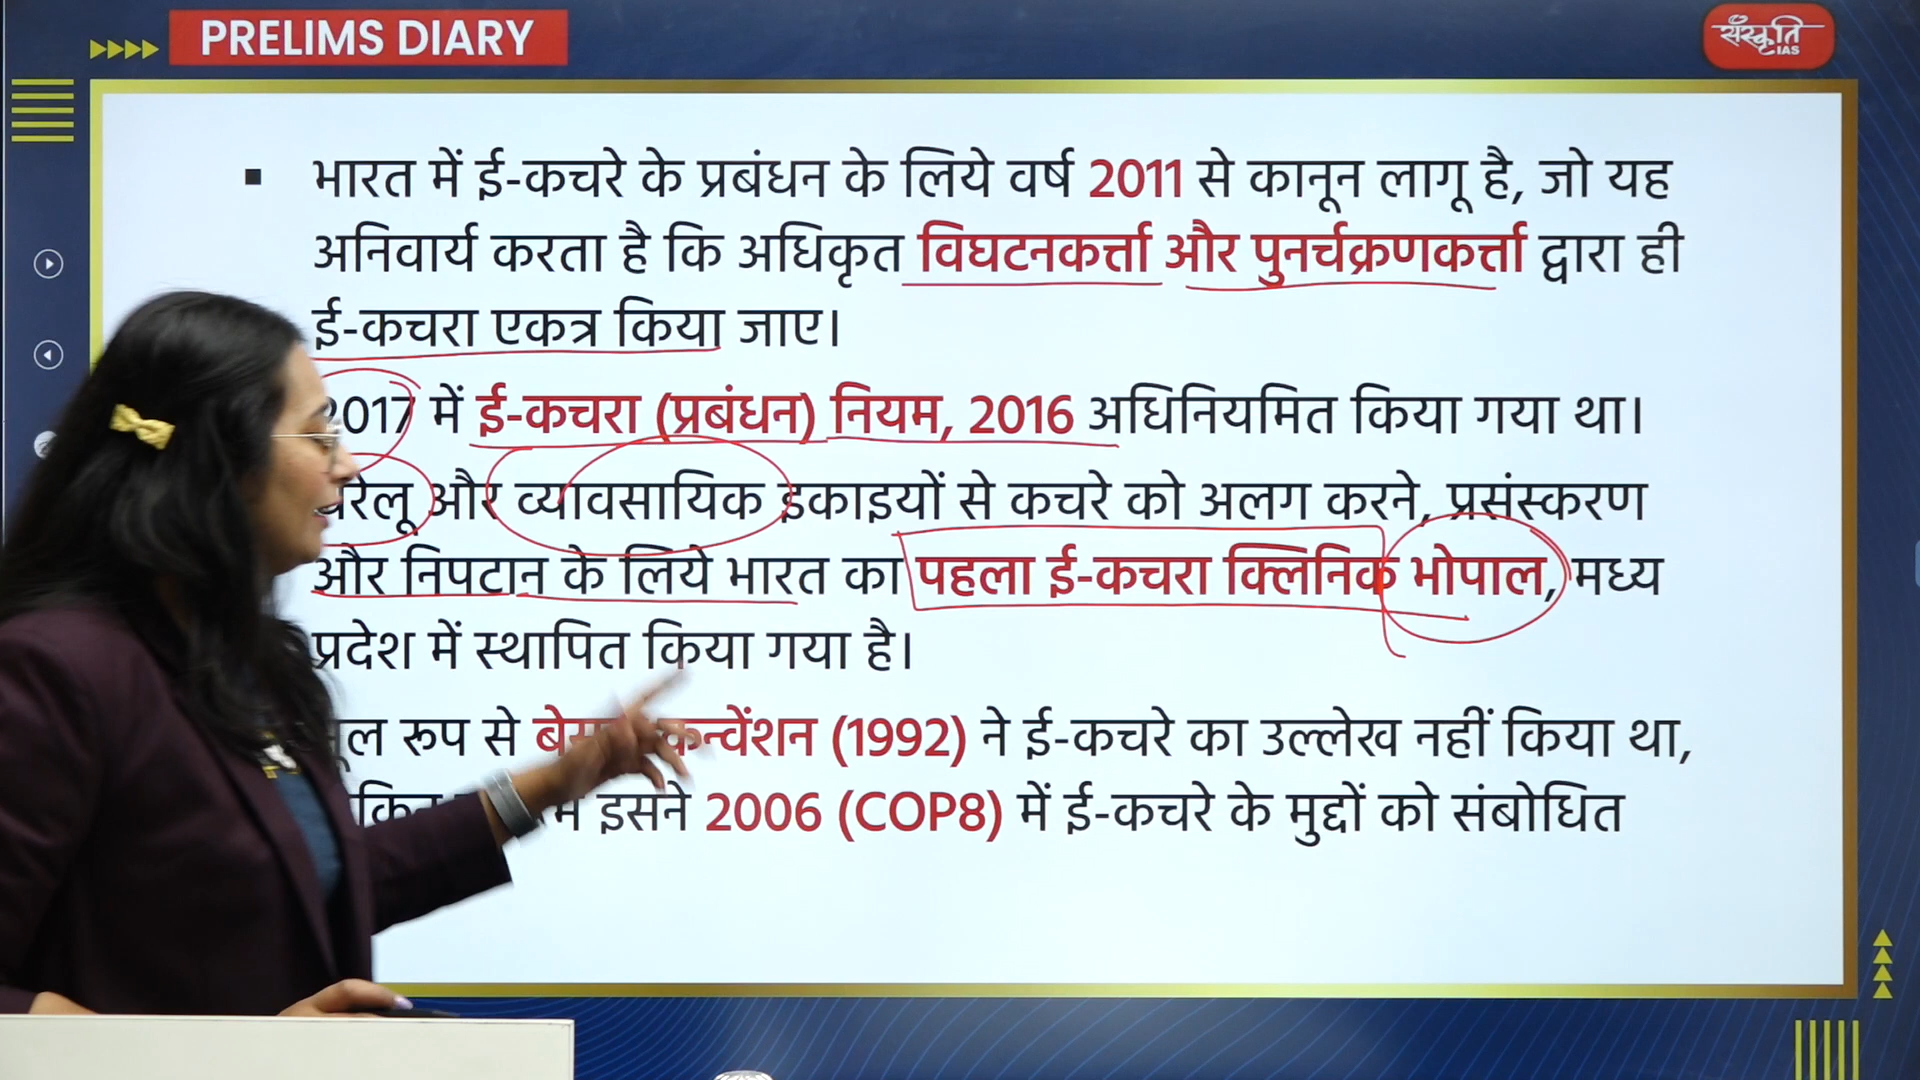 PRELIMS DIARY
संस्कृति
IAS
▪ भारत में ई-कचरे के प्रबंधन के लिये वर्ष 2011 से कानून लागू है, जो यह
अनिवार्य करता है कि अधिकृत विघटनकर्त्ता और पुनर्चक्रणकर्त्ता द्वारा ही
ई-कचरा एकत्र किया जाए।
2017 में ई-कचरा (प्रबंधन) नियम, 2016 अधिनियमित किया गया था।
घरेलू और व्यावसायिक इकाइयों से कचरे को अलग करने, प्रसंस्करण
और निपटान के लिये भारत का पहला ई-कचरा क्लिनिक भोपाल, मध्य
प्रदेश में स्थापित किया गया है।
मूल रूप से कन्वेंशन (1992) ने ई-कचरे का उल्लेख नहीं किया था,
इसने 2006 (COP8) में ई-कचरे के मुद्दों को संबोधित